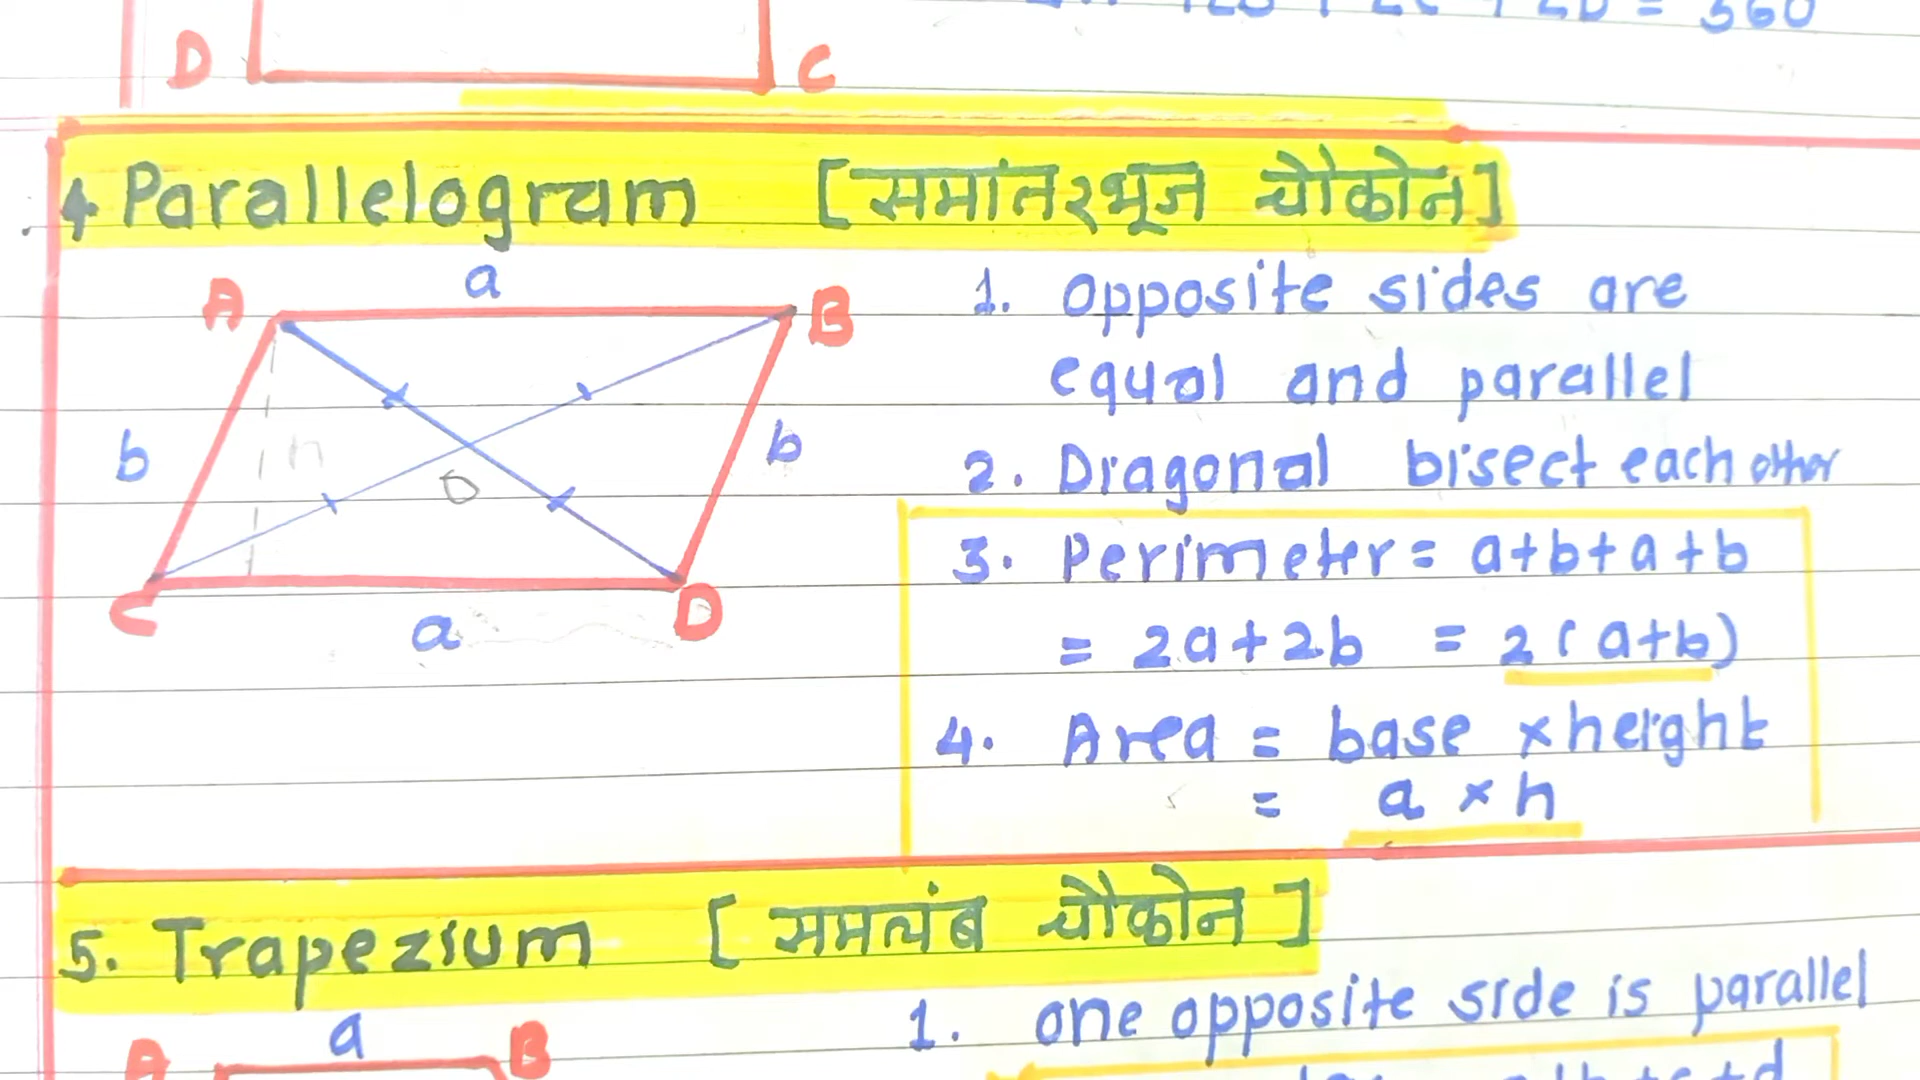 D C
4. Parallelogram [समांतरभूज चौकोन]
a
A B
b h O b
C D
a
1. opposite sides are
equal and parallel
2. Diagonal bisect each other
3. Perimeter = a+b+a+b
= 2a+2b = 2(a+b)
4. Area = base × height
= a × h
5. Trapezium [समलंब चौकोन]
1. one opposite side is parallel
a
A B